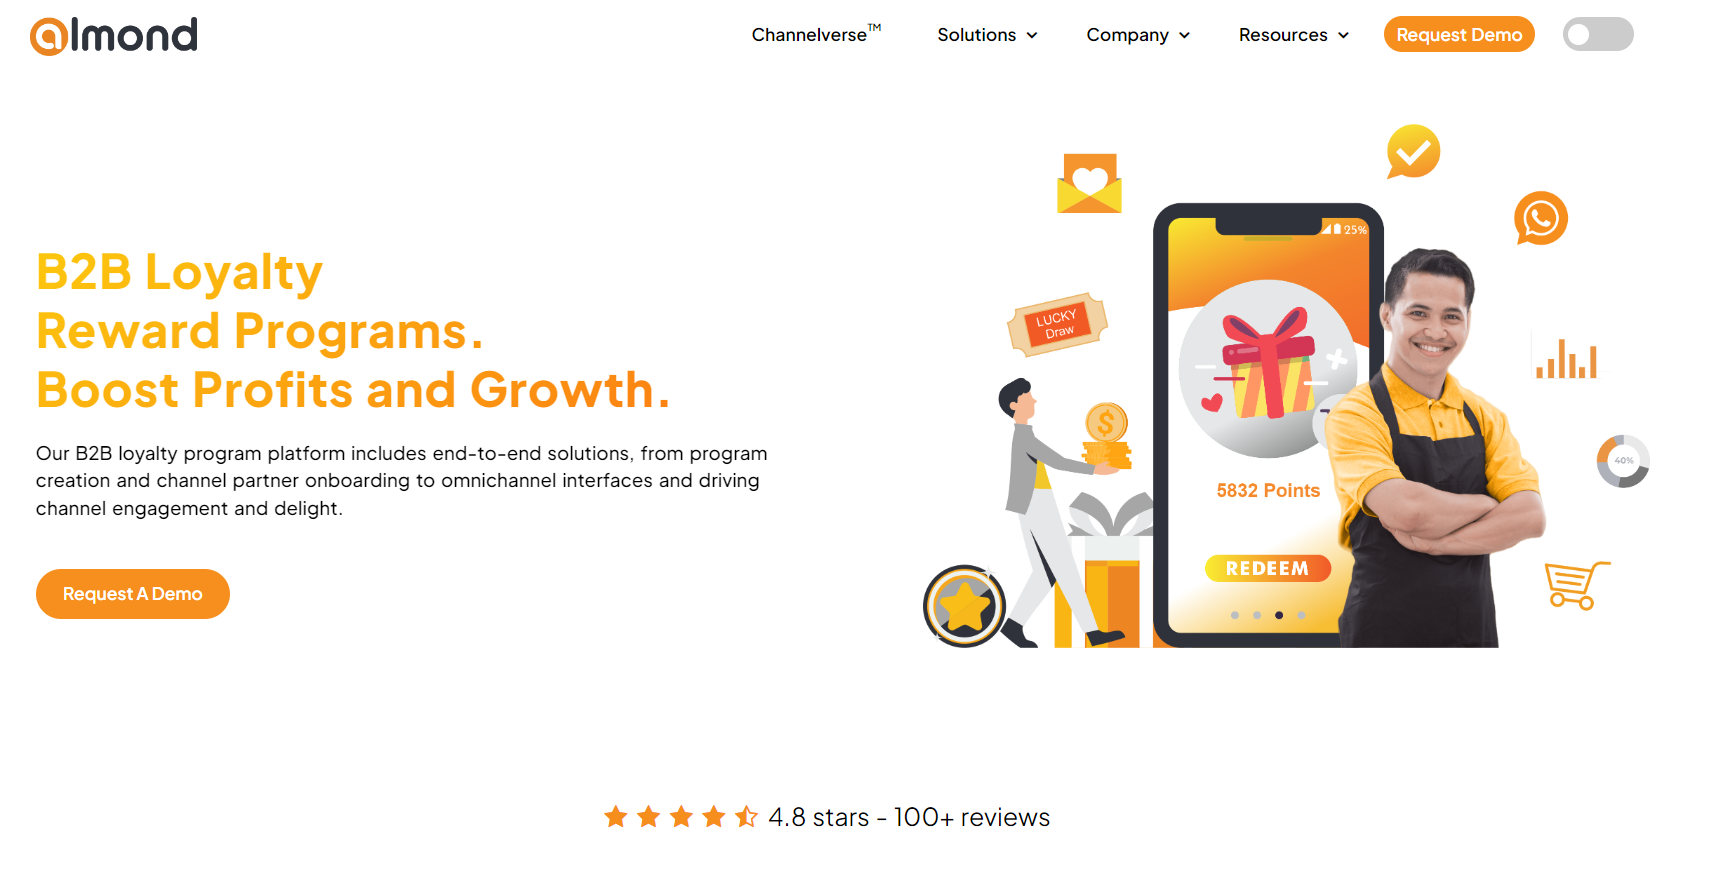 almond
Channelverse™
Solutions
Company
Resources
Request Demo
B2B Loyalty
Reward Programs.
Boost Profits and Growth.
Our B2B loyalty program platform includes end-to-end solutions, from program
creation and channel partner onboarding to omnichannel interfaces and driving
channel engagement and delight.
Request A Demo
25%
LUCKY
Draw
$
40%
5832 Points
REDEEM
4.8 stars - 100+ reviews